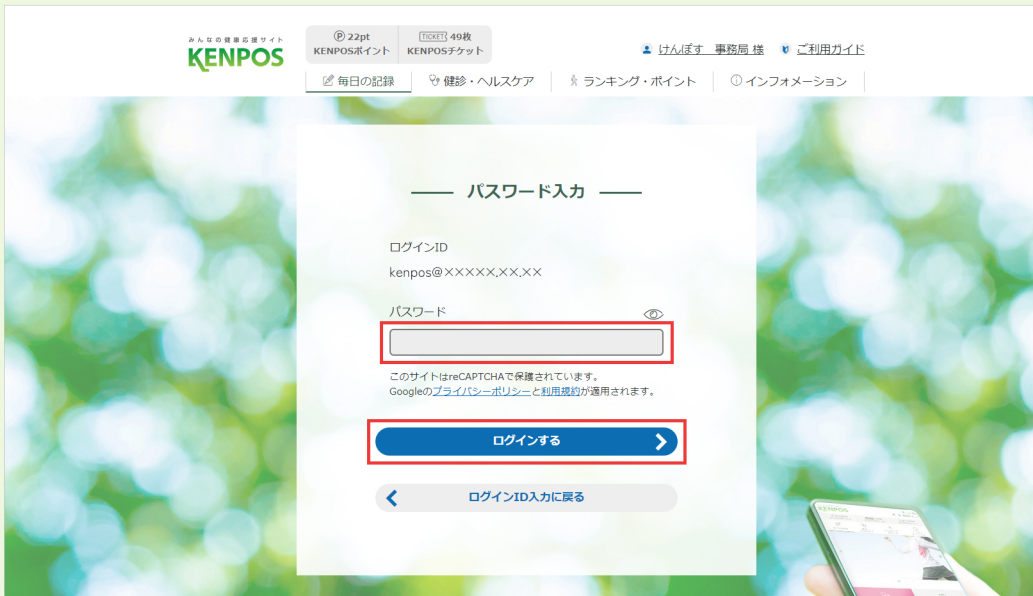 みんなの健康応援サイト
KENPOS
Ⓟ 22pt
KENPOSポイント
TICKET 49枚
KENPOSチケット
けんぽす 事務局 様
ご利用ガイド
毎日の記録
健診・ヘルスケア
ランキング・ポイント
インフォメーション
パスワード入力
ログインID
kenpos@×××××.××.××
パスワード
このサイトはreCAPTCHAで保護されています。
Googleのプライバシーポリシーと利用規約が適用されます。
ログインする
ログインID入力に戻る
KENPOS